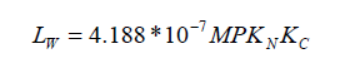 L_W = 4.188*10^{-7} MPK_N K_C